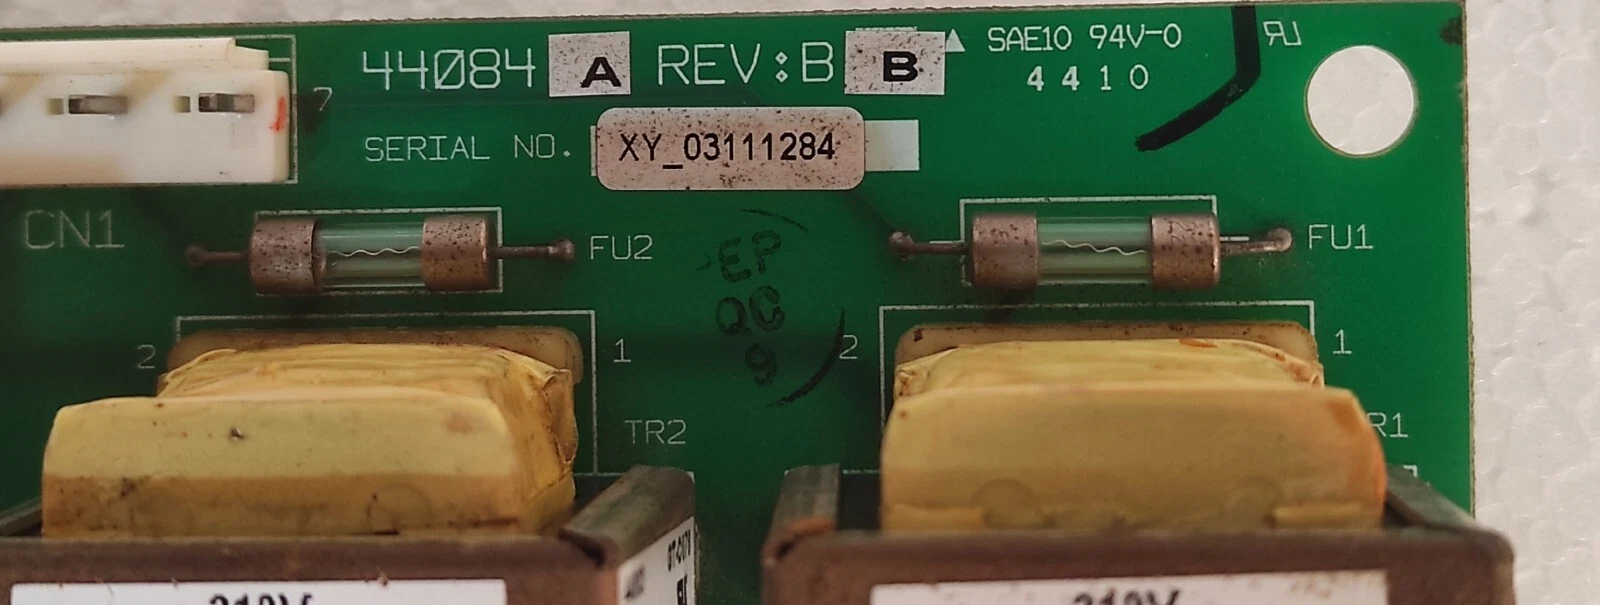 44084 A REV:B B
SAE10 94V-0
4410
7
SERIAL NO. XY_03111284
CN1
FU2
FU1
EP
QC
9
2
1
2
1
TR2
R1